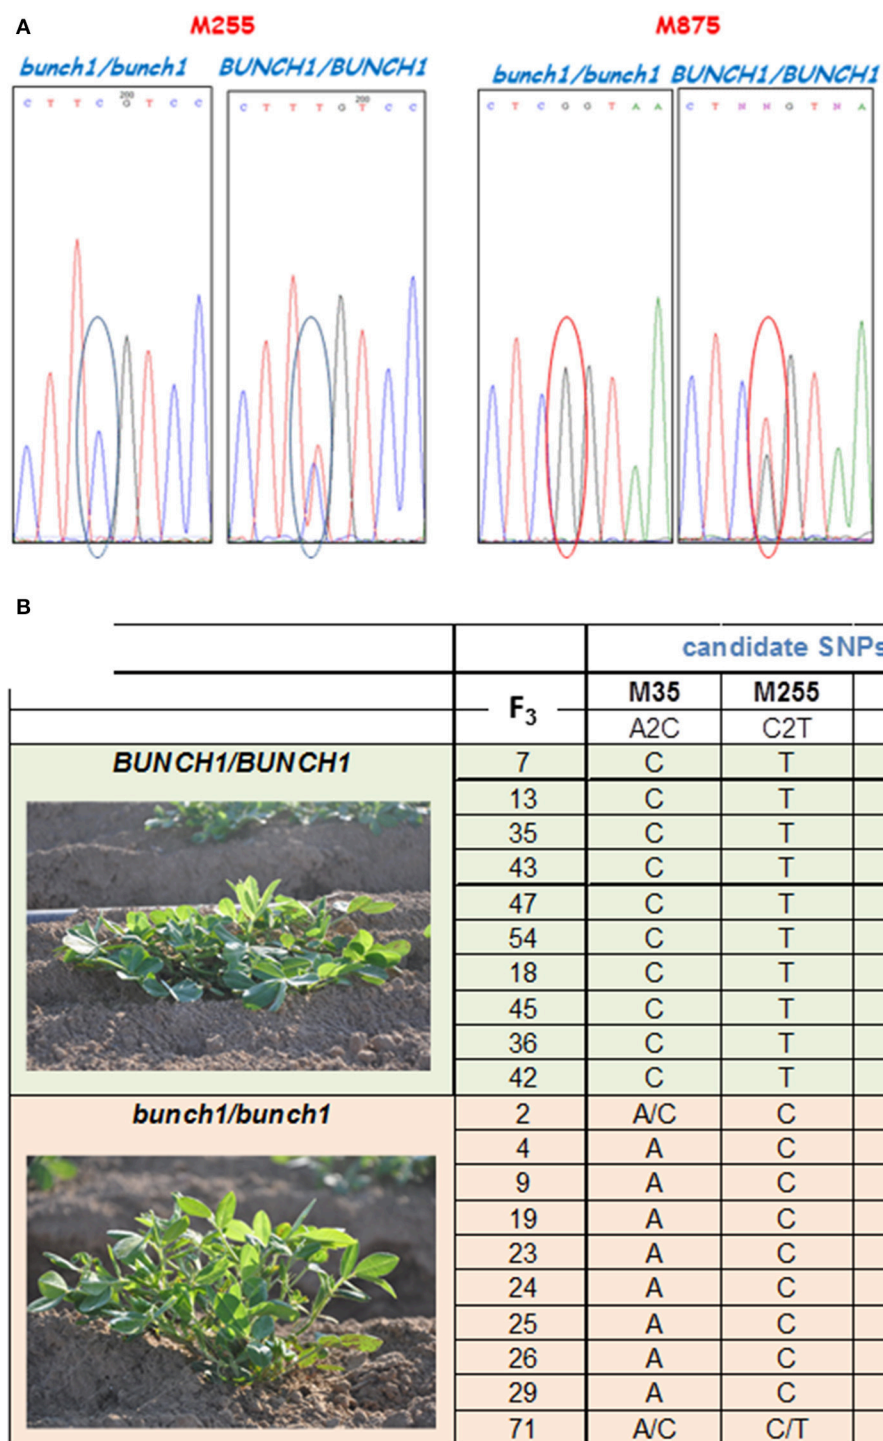 A
M255 M875
bunch1/bunch1 BUNCH1/BUNCH1 bunch1/bunch1 BUNCH1/BUNCH1
200 200
C T T C G T C C C T T T G T C C C T C G G T A A C T N N G T N A
B
candidate SNPs
F3 M35 M255
A2C C2T
BUNCH1/BUNCH1 7 C T
13 C T
35 C T
43 C T
47 C T
54 C T
18 C T
45 C T
36 C T
42 C T
bunch1/bunch1 2 A/C C
4 A C
9 A C
19 A C
23 A C
24 A C
25 A C
26 A C
29 A C
71 A/C C/T